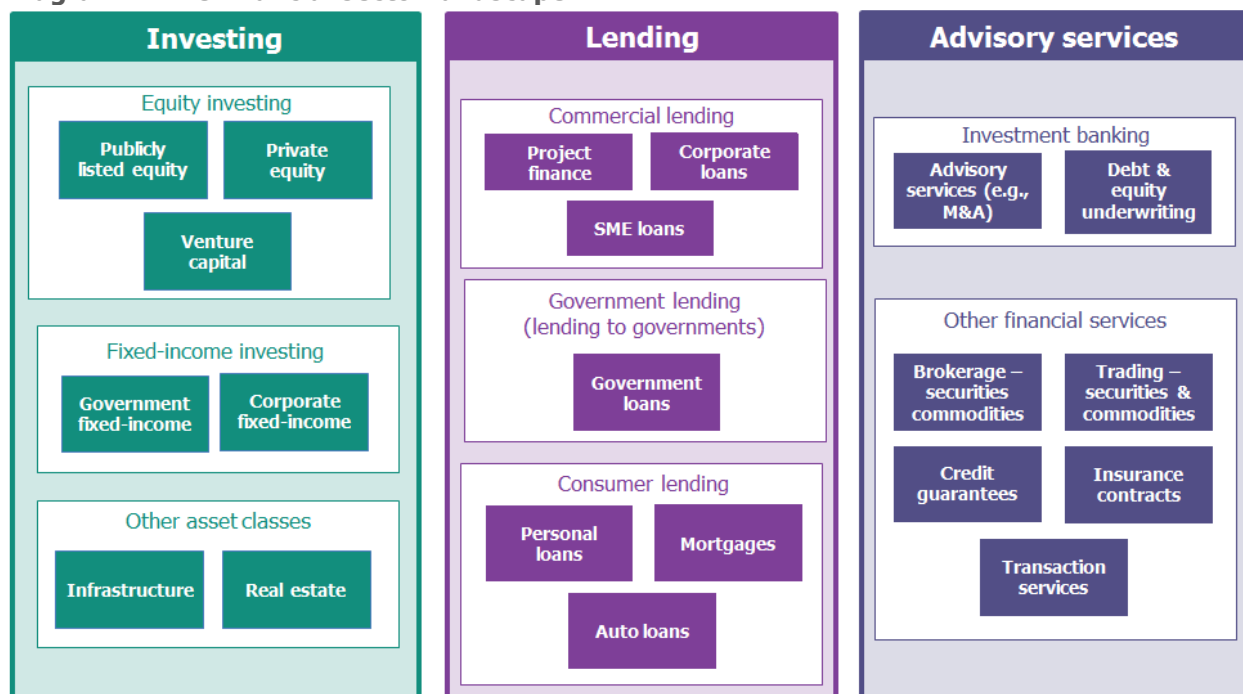 Investing
Equity investing
Publicly
listed equity
Private
equity
Venture
capital
Fixed-income investing
Government
fixed-income
Corporate
fixed-income
Other asset classes
Infrastructure
Real estate
Lending
Commercial lending
Project
finance
Corporate
loans
SME loans
Government lending
(lending to governments)
Government
loans
Consumer lending
Personal
loans
Mortgages
Auto loans
Advisory services
Investment banking
Advisory
services (e.g.,
M&A)
Debt &
equity
underwriting
Other financial services
Brokerage –
securities
commodities
Trading –
securities &
commodities
Credit
guarantees
Insurance
contracts
Transaction
services